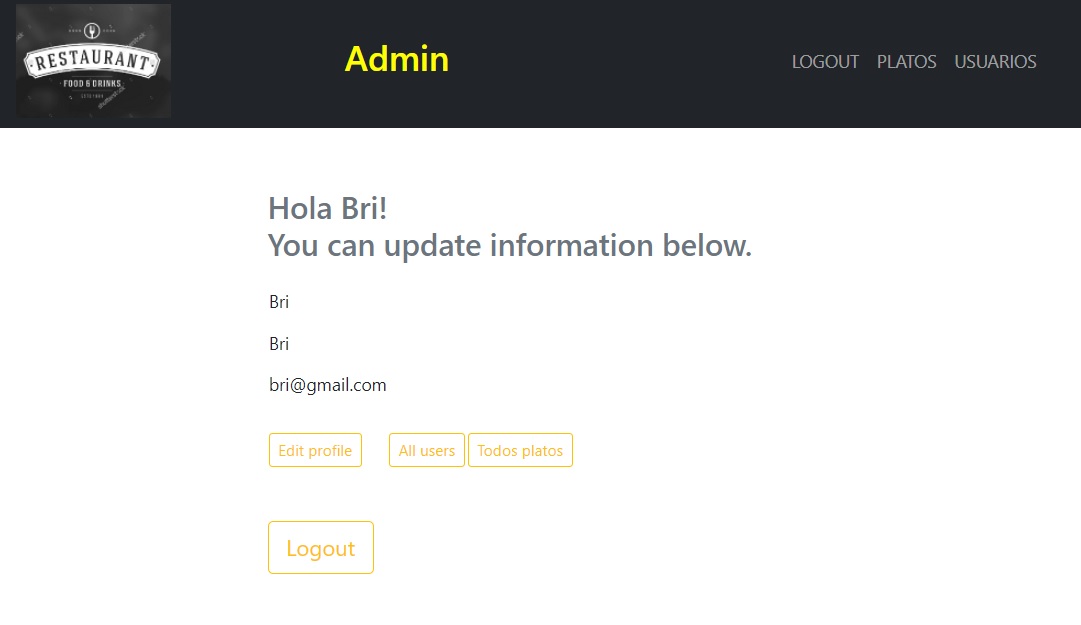 RESTAURANT
FOOD & DRINKS
shutterstock
Admin
LOGOUT PLATOS USUARIOS
Hola Bri!
You can update information below.
Bri
Bri
bri@gmail.com
Edit profile All users Todos platos
Logout